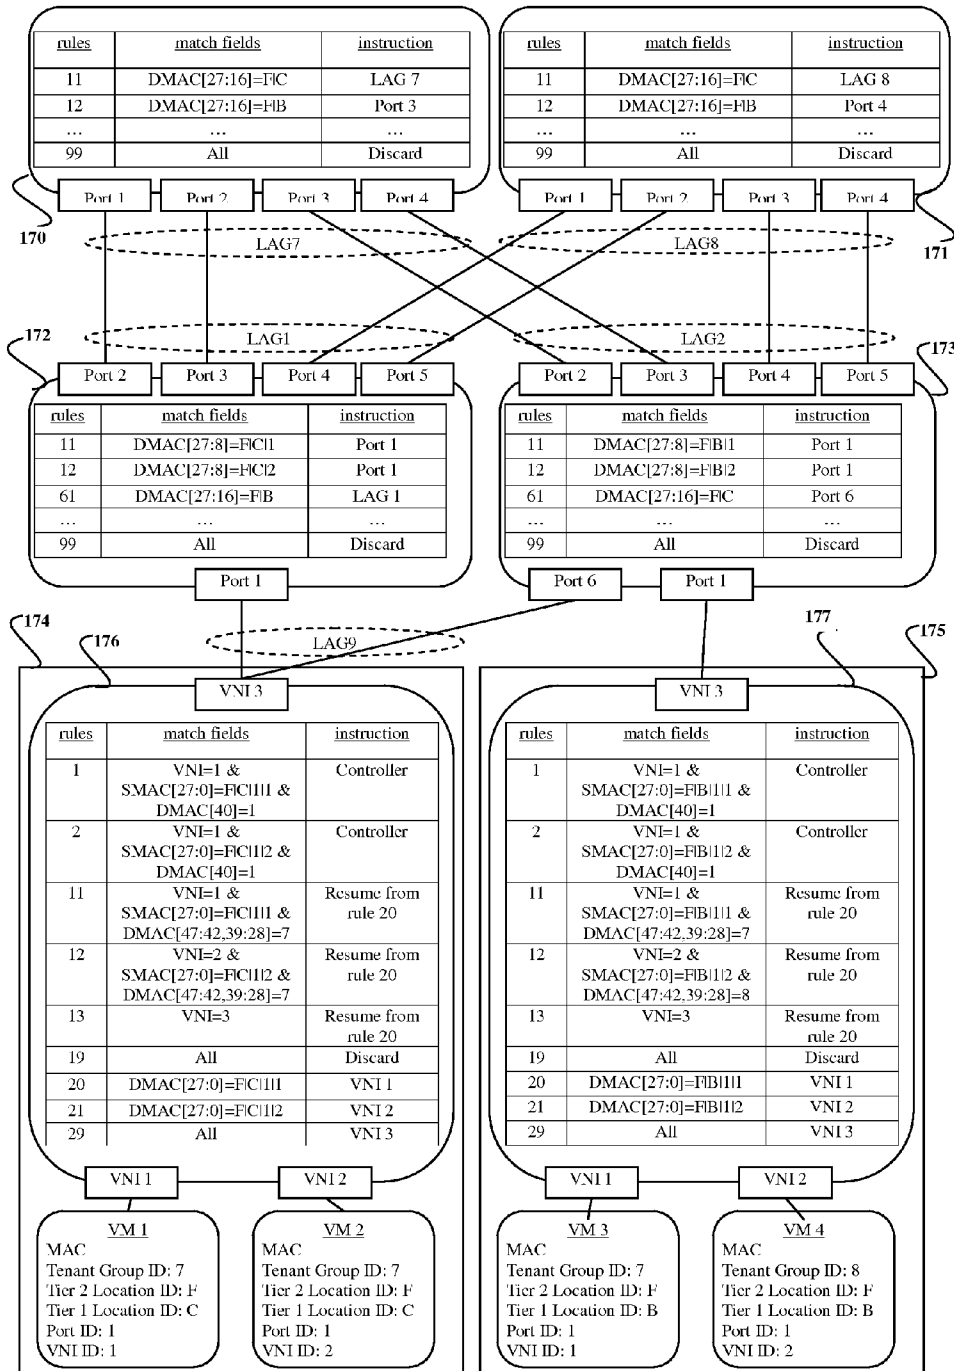 rules match fields instruction
11 DMAC[27:16]=F|C LAG 7
12 DMAC[27:16]=F|B Port 3
... ... ...
99 All Discard
rules match fields instruction
11 DMAC[27:16]=F|C LAG 8
12 DMAC[27:16]=F|B Port 4
... ... ...
99 All Discard
Port 1 Port 2 Port 3 Port 4
Port 1 Port 2 Port 3 Port 4
170
171
LAG7
LAG8
172
173
LAG1
LAG2
Port 2 Port 3 Port 4 Port 5
Port 2 Port 3 Port 4 Port 5
rules match fields instruction
11 DMAC[27:8]=F|C|1 Port 1
12 DMAC[27:8]=F|C|2 Port 1
61 DMAC[27:16]=F|B LAG 1
... ... ...
99 All Discard
rules match fields instruction
11 DMAC[27:8]=F|B|1 Port 1
12 DMAC[27:8]=F|B|2 Port 1
61 DMAC[27:16]=F|C Port 6
... ... ...
99 All Discard
Port 1
Port 6 Port 1
174
176
LAG9
177
175
VNI 3
VNI 3
rules match fields instruction
1 VNI=1 & Controller
SMAC[27:0]=F|C|1|1 &
DMAC[40]=1
2 VNI=1 & Controller
SMAC[27:0]=F|C|1|2 &
DMAC[40]=1
11 VNI=1 & Resume from
SMAC[27:0]=F|C|1|1 & rule 20
DMAC[47:42,39:28]=7
12 VNI=2 & Resume from
SMAC[27:0]=F|C|1|2 & rule 20
DMAC[47:42,39:28]=7
13 VNI=3 Resume from
rule 20
19 All Discard
20 DMAC[27:0]=F|C|1|1 VNI 1
21 DMAC[27:0]=F|C|1|2 VNI 2
29 All VNI 3
rules match fields instruction
1 VNI=1 & Controller
SMAC[27:0]=F|B|1|1 &
DMAC[40]=1
2 VNI=1 & Controller
SMAC[27:0]=F|B|1|2 &
DMAC[40]=1
11 VNI=1 & Resume from
SMAC[27:0]=F|B|1|1 & rule 20
DMAC[47:42,39:28]=7
12 VNI=2 & Resume from
SMAC[27:0]=F|B|1|2 & rule 20
DMAC[47:42,39:28]=8
13 VNI=3 Resume from
rule 20
19 All Discard
20 DMAC[27:0]=F|B|1|1 VNI 1
21 DMAC[27:0]=F|B|1|2 VNI 2
29 All VNI 3
VNI 1 VNI 2
VNI 1 VNI 2
VM 1
MAC
Tenant Group ID: 7
Tier 2 Location ID: F
Tier 1 Location ID: C
Port ID: 1
VNI ID: 1
VM 2
MAC
Tenant Group ID: 7
Tier 2 Location ID: F
Tier 1 Location ID: C
Port ID: 1
VNI ID: 2
VM 3
MAC
Tenant Group ID: 7
Tier 2 Location ID: F
Tier 1 Location ID: B
Port ID: 1
VNI ID: 1
VM 4
MAC
Tenant Group ID: 8
Tier 2 Location ID: F
Tier 1 Location ID: B
Port ID: 1
VNI ID: 2